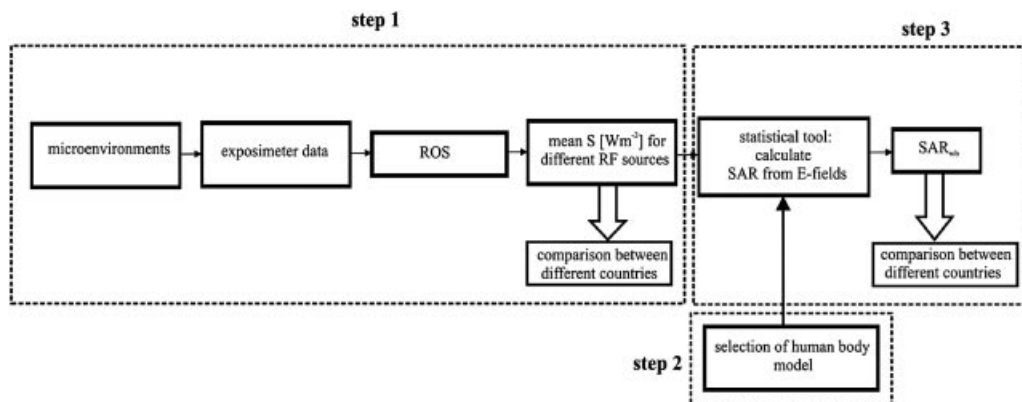 step 1
step 3
microenvironments
exposimeter data
ROS
mean S [Wm⁻²] for
different RF sources
statistical tool:
calculate
SAR from E-fields
SAR
comparison between
different countries
comparison between
different countries
step 2
selection of human body
model